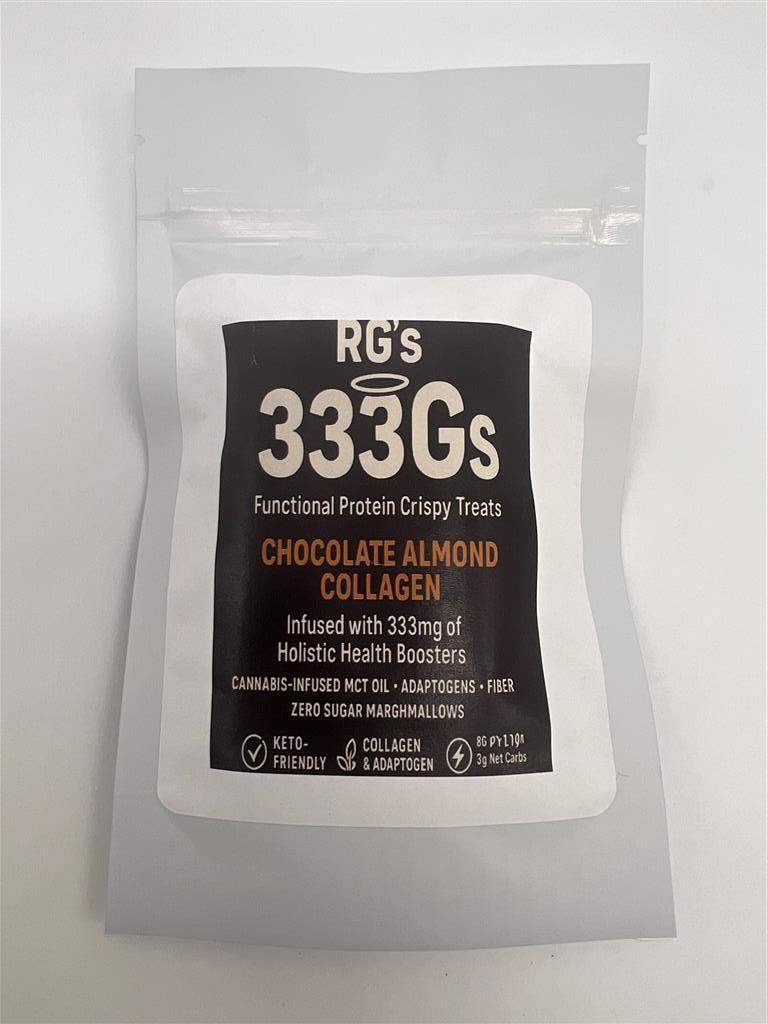 RG's
333Gs
Functional Protein Crispy Treats
CHOCOLATE ALMOND
COLLAGEN
Infused with 333mg of
Holistic Health Boosters
CANNABIS-INFUSED MCT OIL • ADAPTOGENS • FIBER
ZERO SUGAR MARGHMALLOWS
KETO-
FRIENDLY
COLLAGEN
& ADAPTOGEN
8G
3g Net Carbs